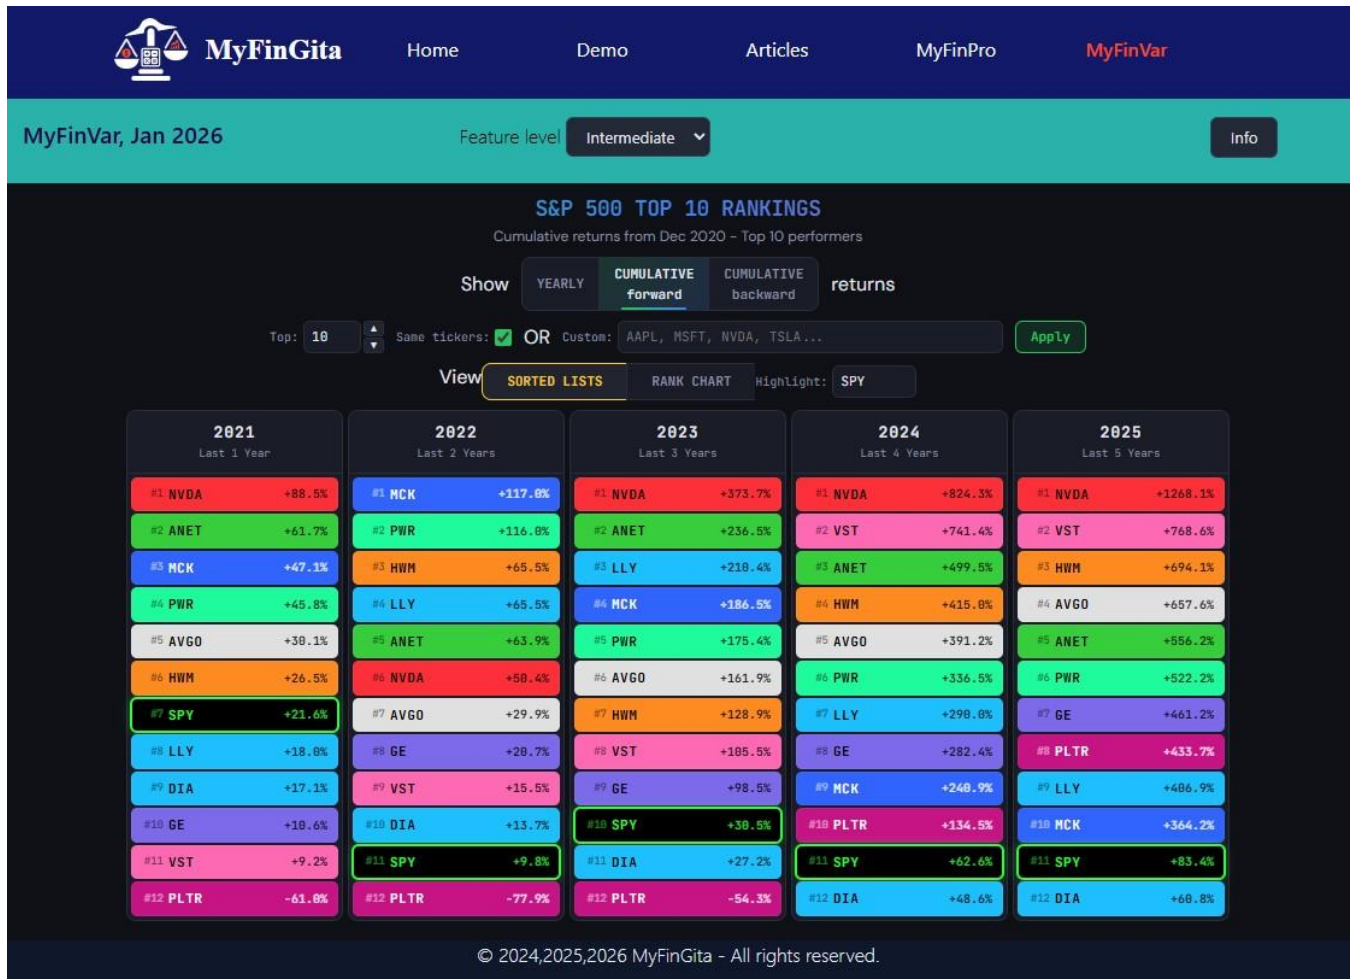 MyFinGita Home Demo Articles MyFinPro MyFinVar
MyFinVar, Jan 2026 Feature level Intermediate Info
S&P 500 TOP 10 RANKINGS
Cumulative returns from Dec 2020 – Top 10 performers
Show YEARLY CUMULATIVE forward CUMULATIVE backward returns
Top: 10 Same tickers: OR Custom: AAPL, MSFT, NVDA, TSLA... Apply
View SORTED LISTS RANK CHART Highlight: SPY
2021 2022 2023 2024 2025
Last 1 Year Last 2 Years Last 3 Years Last 4 Years Last 5 Years
#1 NVDA +88.5% #1 MCK +117.0% #1 NVDA +373.7% #1 NVDA +824.3% #1 NVDA +1268.1%
#2 ANET +61.7% #2 PWR +116.0% #2 ANET +236.5% #2 VST +741.4% #2 VST +768.6%
#3 MCK +47.1% #3 HWM +65.5% #3 LLY +210.4% #3 ANET +499.5% #3 HWM +694.1%
#4 PWR +45.8% #4 LLY +65.5% #4 MCK +186.5% #4 HWM +415.0% #4 AVGO +657.6%
#5 AVGO +30.1% #5 ANET +63.9% #5 PWR +175.4% #5 AVGO +391.2% #5 ANET +556.2%
#6 HWM +26.5% #6 NVDA +50.4% #6 AVGO +161.9% #6 PWR +336.5% #6 PWR +522.2%
#7 SPY +21.6% #7 AVGO +29.9% #7 HWM +128.9% #7 LLY +290.0% #7 GE +461.2%
#8 LLY +18.0% #8 GE +20.7% #8 VST +105.5% #8 GE +282.4% #8 PLTR +433.7%
#9 DIA +17.1% #9 VST +15.5% #9 GE +98.5% #9 MCK +240.9% #9 LLY +406.9%
#10 GE +10.6% #10 DIA +13.7% #10 SPY +30.5% #10 PLTR +134.5% #10 MCK +364.2%
#11 VST +9.2% #11 SPY +9.8% #11 DIA +27.2% #11 SPY +62.6% #11 SPY +83.4%
#12 PLTR -61.0% #12 PLTR -77.9% #12 PLTR -54.3% #12 DIA +48.6% #12 DIA +60.8%
© 2024,2025,2026 MyFinGita - All rights reserved.